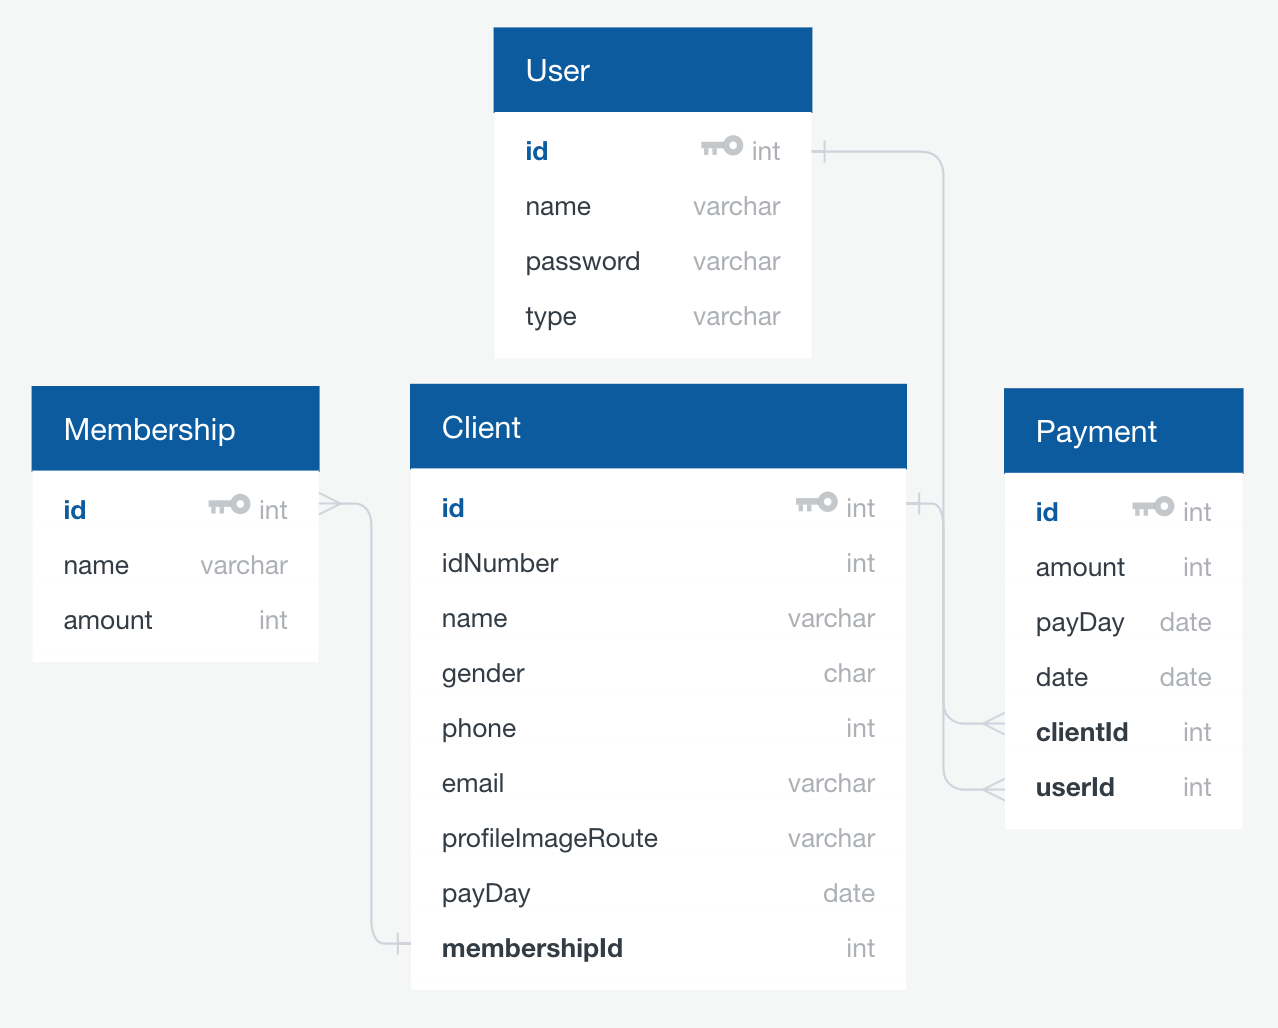 User
id int
name varchar
password varchar
type varchar
Membership
id int
name varchar
amount int
Client
id int
idNumber int
name varchar
gender char
phone int
email varchar
profileImageRoute varchar
payDay date
membershipId int
Payment
id int
amount int
payDay date
date date
clientId int
userId int